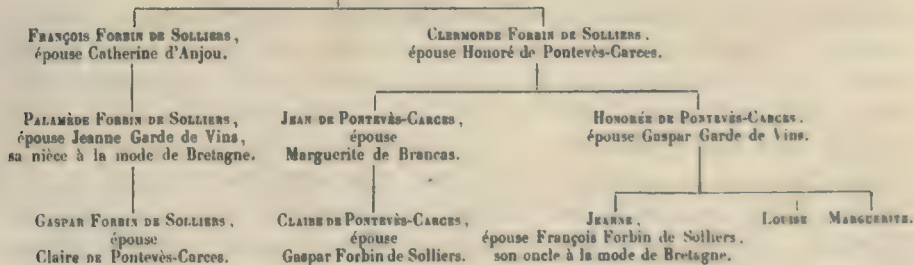 François Forbin de Solliers,
épouse Catherine d'Anjou.
Clermonde Forbin de Solliers,
épouse Honoré de Pontevès-Carces.
Palamède Forbin de Solliers,
épouse Jeanne Garde de Vins,
sa nièce à la mode de Bretagne.
Jean de Pontevès-Carces,
épouse
Marguerite de Brancas.
Honorée de Pontevès-Carces,
épouse Gaspar Garde de Vins.
Gaspar Forbin de Solliers,
épouse
Claire de Pontevès-Carces.
Claire de Pontevès-Carces,
épouse
Gaspar Forbin de Solliers.
Jeanne,
épouse François Forbin de Solliers,
son oncle à la mode de Bretagne.
Louise
Marguerite.